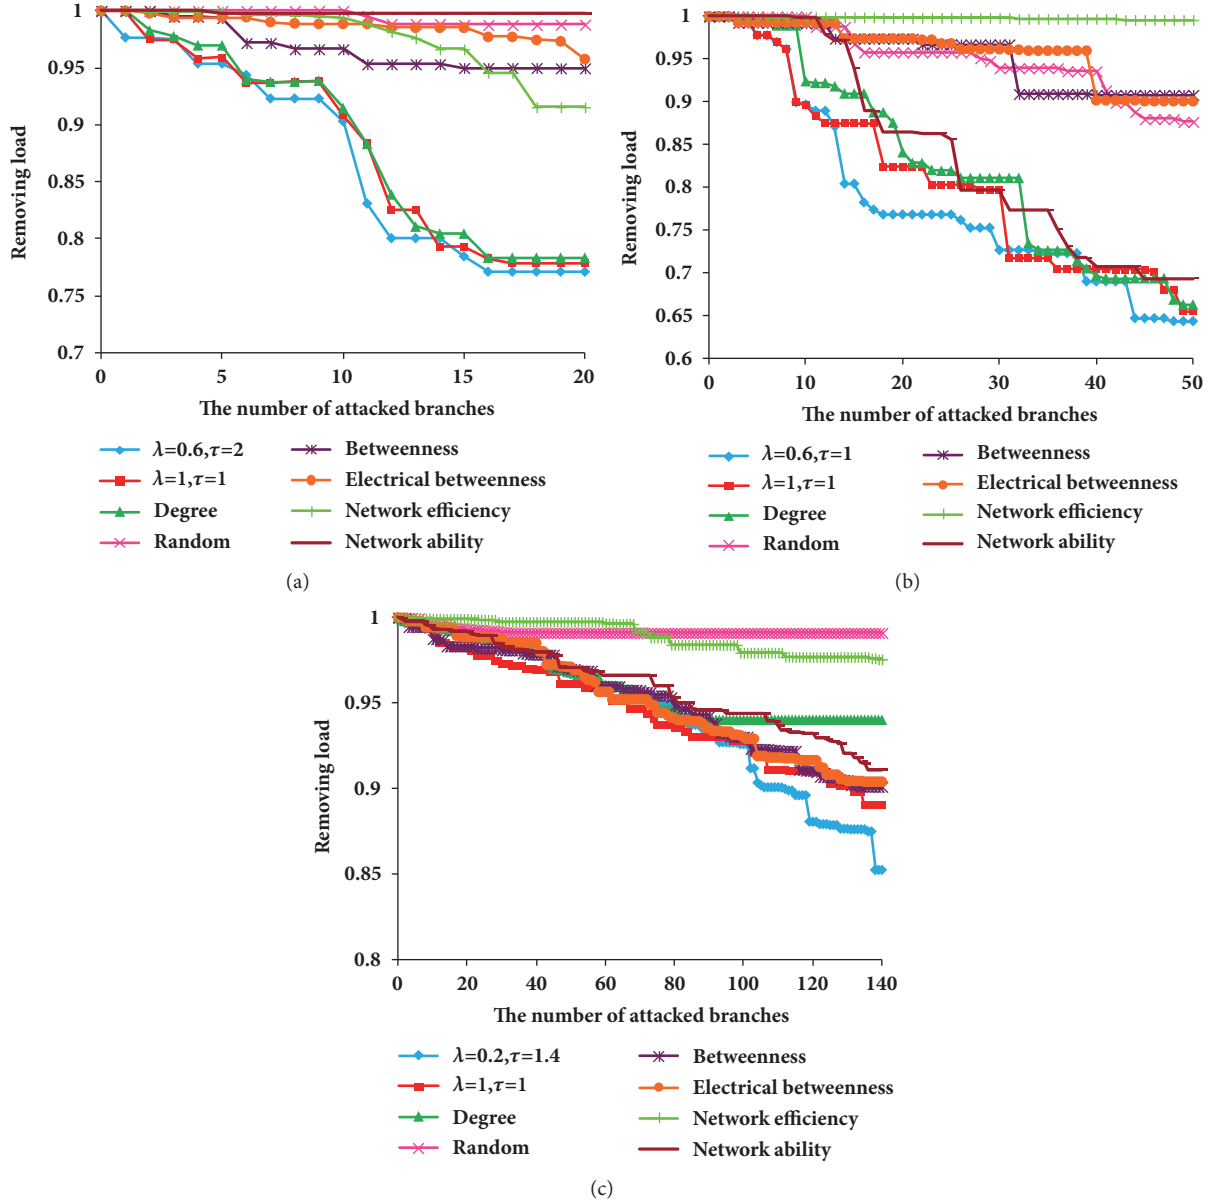 1
0.95
0.9
0.85
0.8
0.75
0.7
Removing load
0 5 10 15 20
The number of attacked branches
λ=0.6,τ=2
λ=1,τ=1
Degree
Random
Betweenness
Electrical betweenness
Network efficiency
Network ability
(a)
1
0.95
0.9
0.85
0.8
0.75
0.7
0.65
0.6
Removing load
0 10 20 30 40 50
The number of attacked branches
λ=0.6,τ=1
λ=1,τ=1
Degree
Random
Betweenness
Electrical betweenness
Network efficiency
Network ability
(b)
1
0.95
0.9
0.85
0.8
Removing load
0 20 40 60 80 100 120 140
The number of attacked branches
λ=0.2,τ=1.4
λ=1,τ=1
Degree
Random
Betweenness
Electrical betweenness
Network efficiency
Network ability
(c)